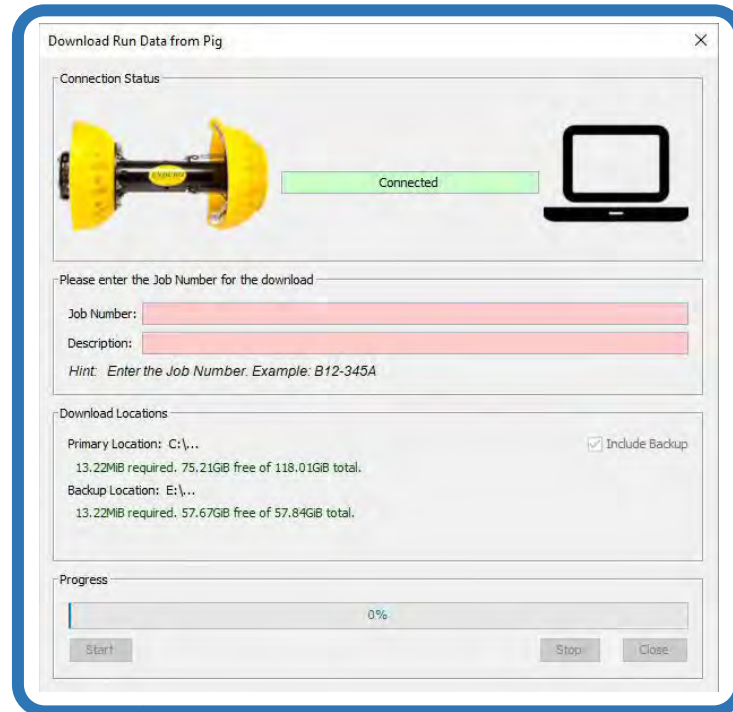 Download Run Data from Pig
Connection Status
Connected
Please enter the Job Number for the download
Job Number:
Description:
Hint: Enter the Job Number. Example: B12-345A
Download Locations
Primary Location: C:\...
Include Backup
13.22MiB required. 75.21GiB free of 118.01GiB total.
Backup Location: E:\...
13.22MiB required. 57.67GiB free of 57.84GiB total.
Progress
0%
Start
Stop
Close